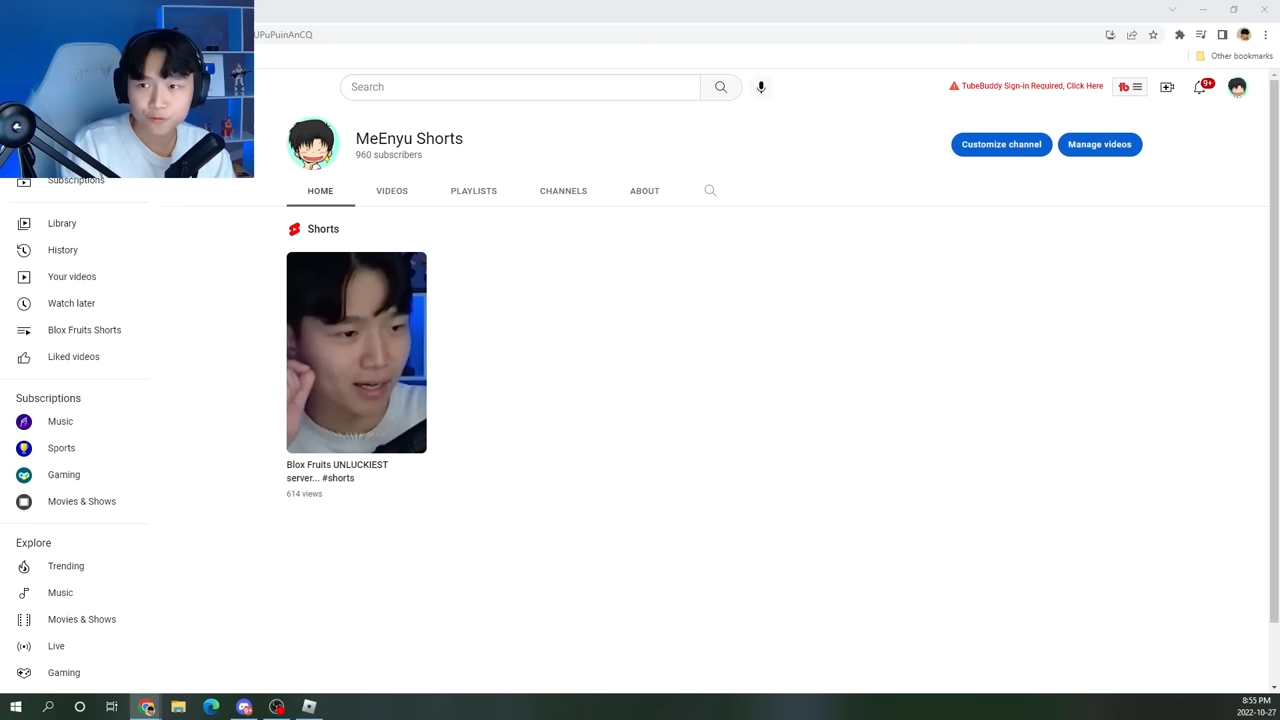 UPuPuinAnCQ
Other bookmarks
Search
TubeBuddy Sign-in Required, Click Here
tb
9+
MeEnyu Shorts
960 subscribers
Customize channel
Manage videos
HOME
VIDEOS
PLAYLISTS
CHANNELS
ABOUT
Subscriptions
Library
History
Your videos
Watch later
Blox Fruits Shorts
Liked videos
Subscriptions
Music
Sports
Gaming
Movies & Shows
Explore
Trending
Music
Movies & Shows
Live
Gaming
Shorts
Blox Fruits UNLUCKIEST
server... #shorts
614 views
8:55 PM
2022-10-27